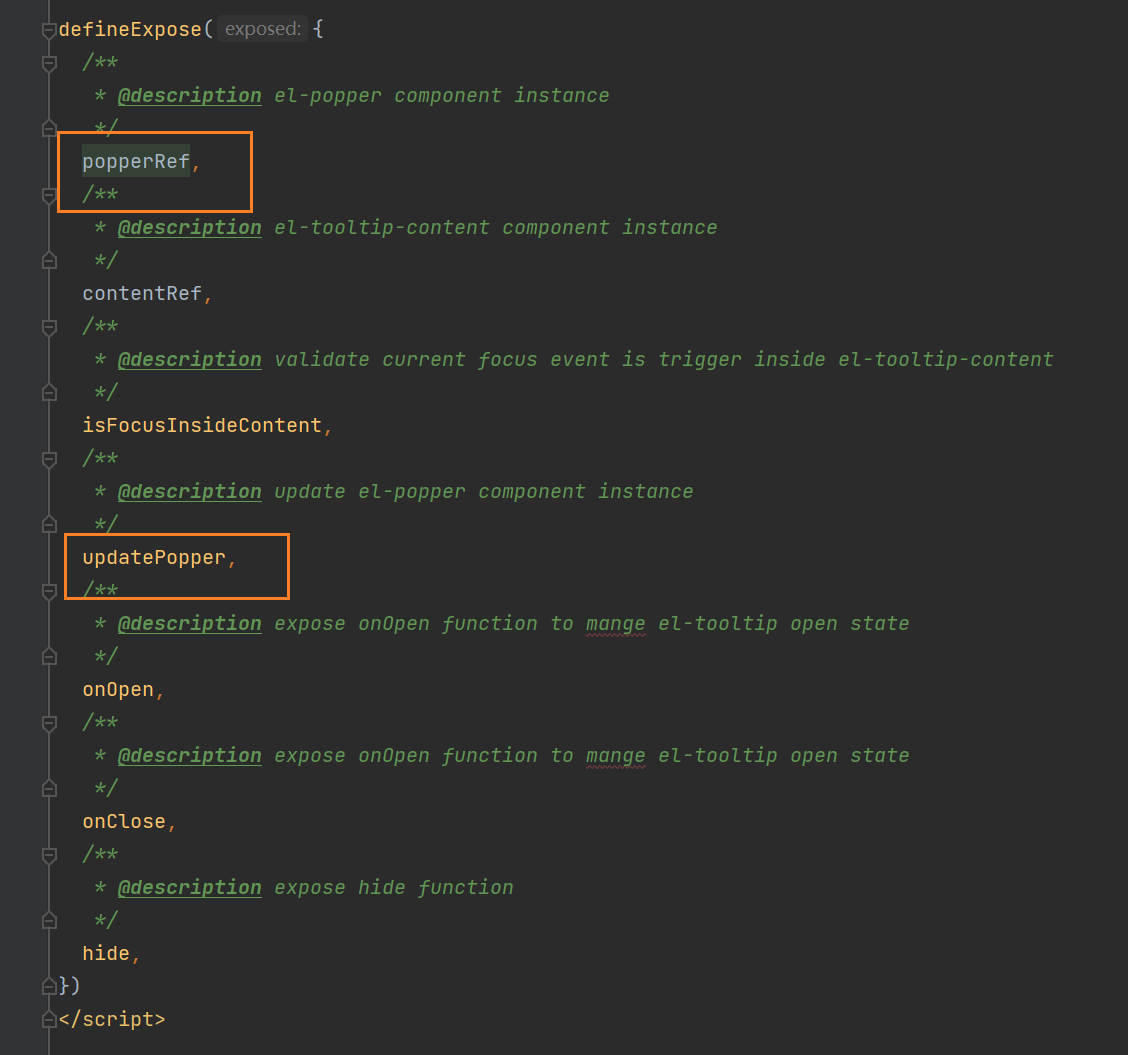 defineExpose( exposed: {
/**
* @description el-popper component instance
*/
popperRef,
/**
* @description el-tooltip-content component instance
*/
contentRef,
/**
* @description validate current focus event is trigger inside el-tooltip-content
*/
isFocusInsideContent,
/**
* @description update el-popper component instance
*/
updatePopper,
/**
* @description expose onOpen function to mange el-tooltip open state
*/
onOpen,
/**
* @description expose onOpen function to mange el-tooltip open state
*/
onClose,
/**
* @description expose hide function
*/
hide,
})
</script>